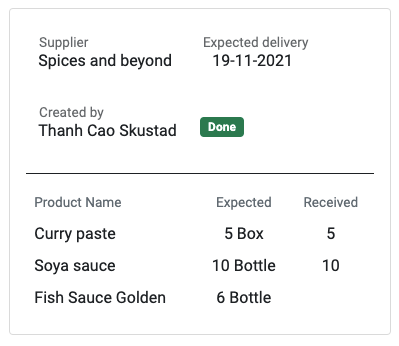 Supplier Expected delivery
Spices and beyond 19-11-2021
Created by
Thanh Cao Skustad Done
Product Name Expected Received
Curry paste 5 Box 5
Soya sauce 10 Bottle 10
Fish Sauce Golden 6 Bottle